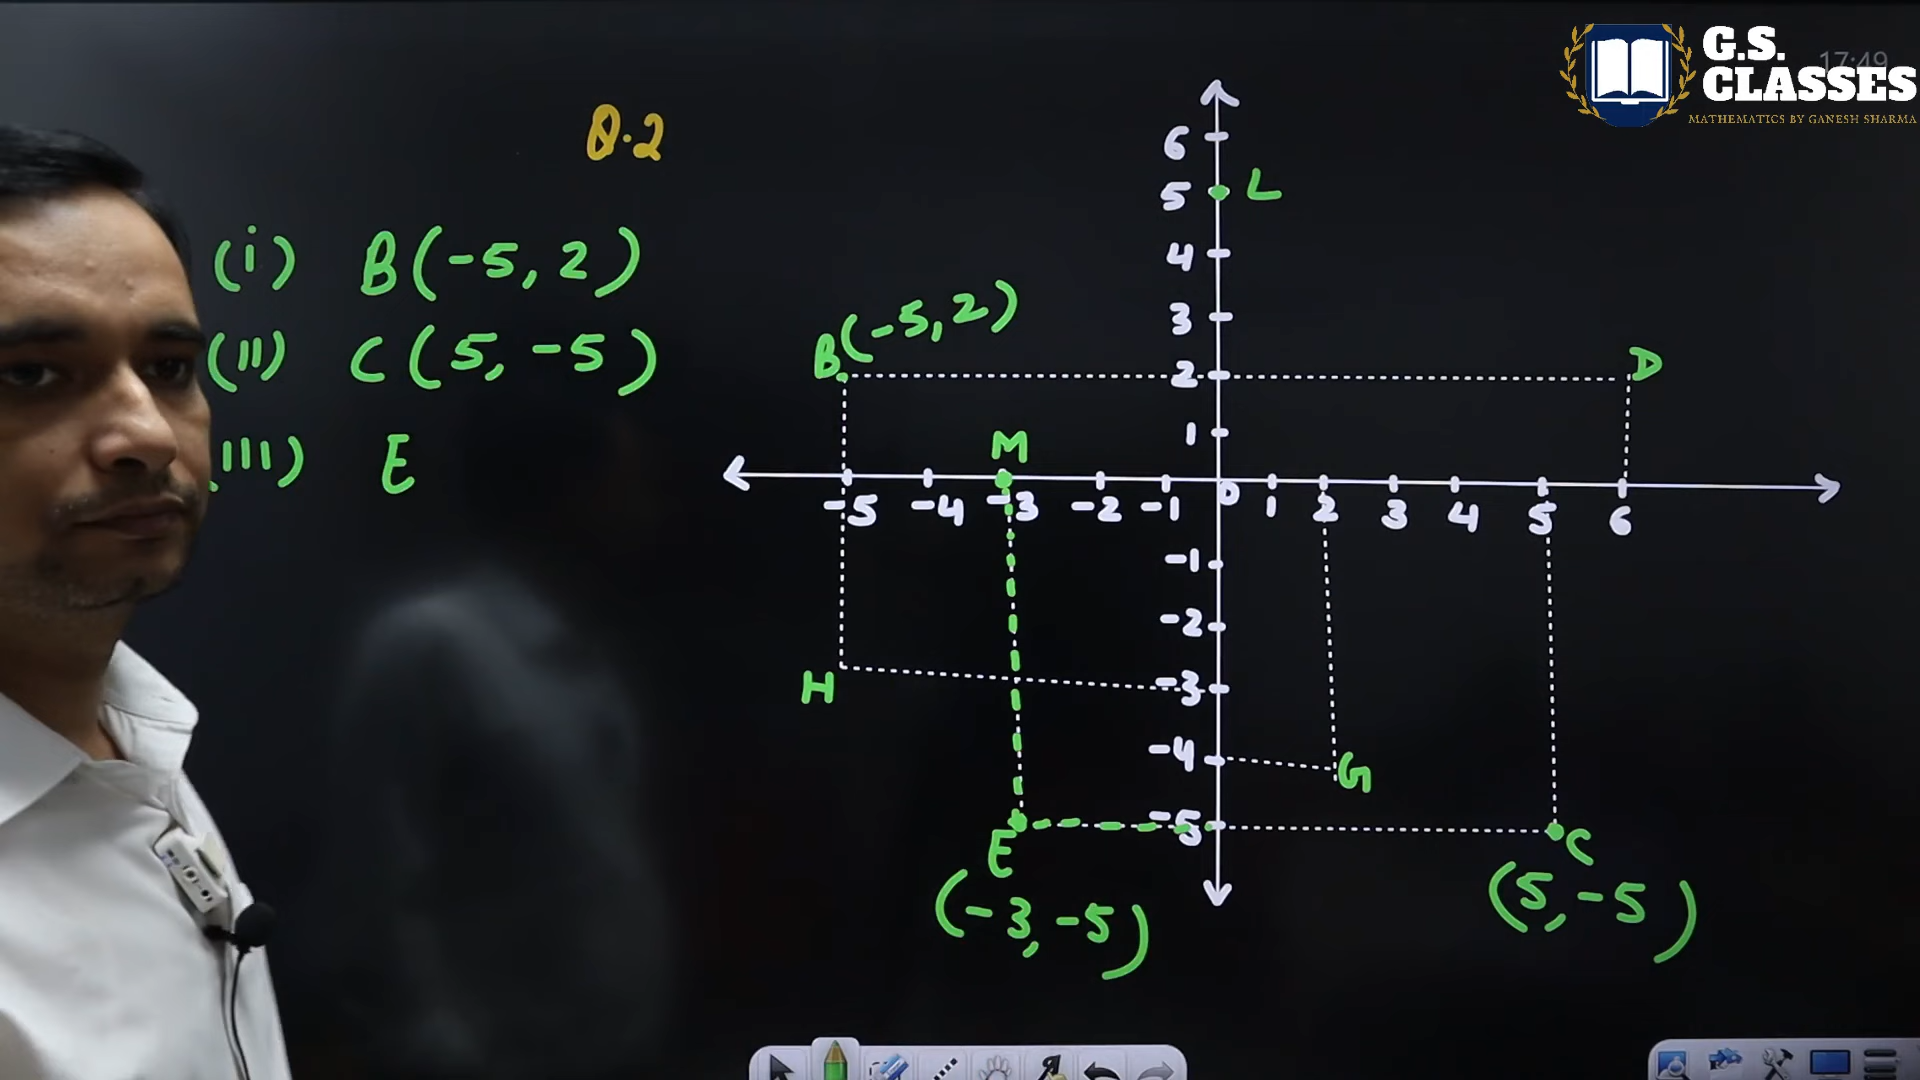 G.S.
CLASSES
MATHEMATICS BY GANESH SHARMA
17:49
Q.2
(i) B(-5, 2)
(ii) C(5, -5)
(iii) E
6
5 L
4
3
B(-5,2)
2 D
1
M
-5 -4 -3 -2 -1 0 1 2 3 4 5 6
-1
-2
H -3
-4 G
-5
E C
(-3, -5) (5, -5)